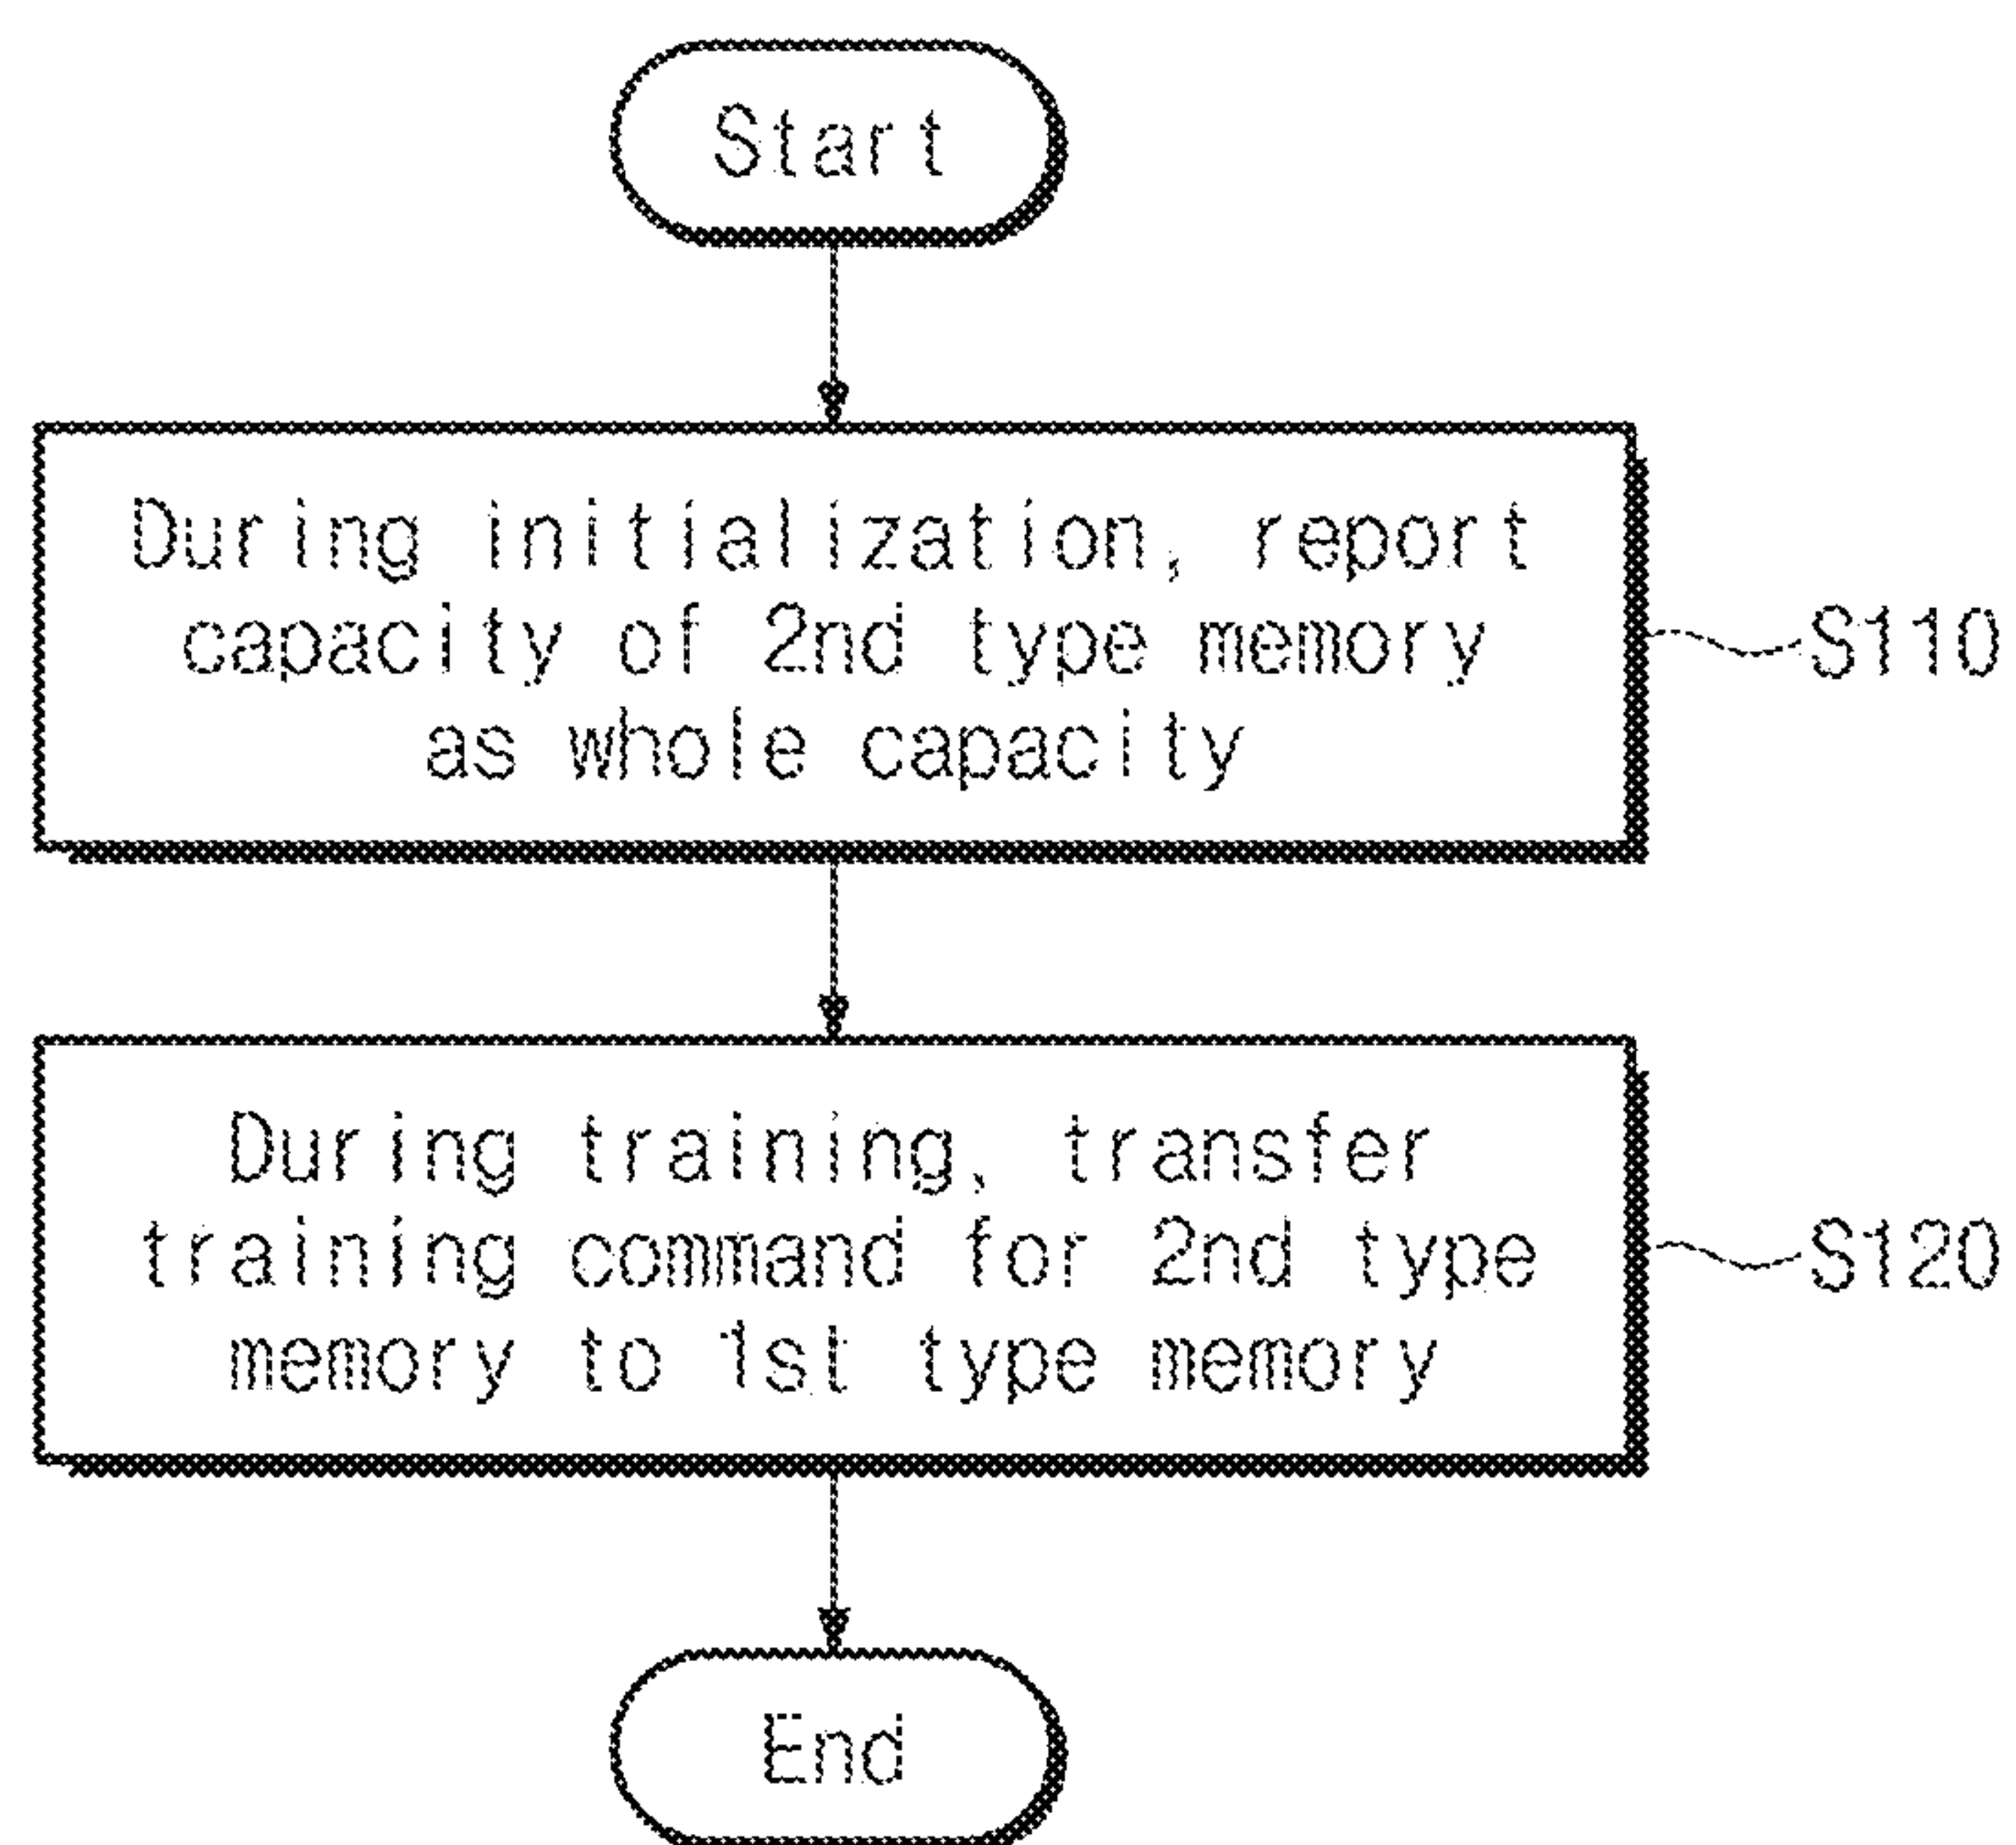 Start
During initialization, report
capacity of 2nd type memory
as whole capacity
S110
During training, transfer
training command for 2nd type
memory to 1st type memory
S120
End